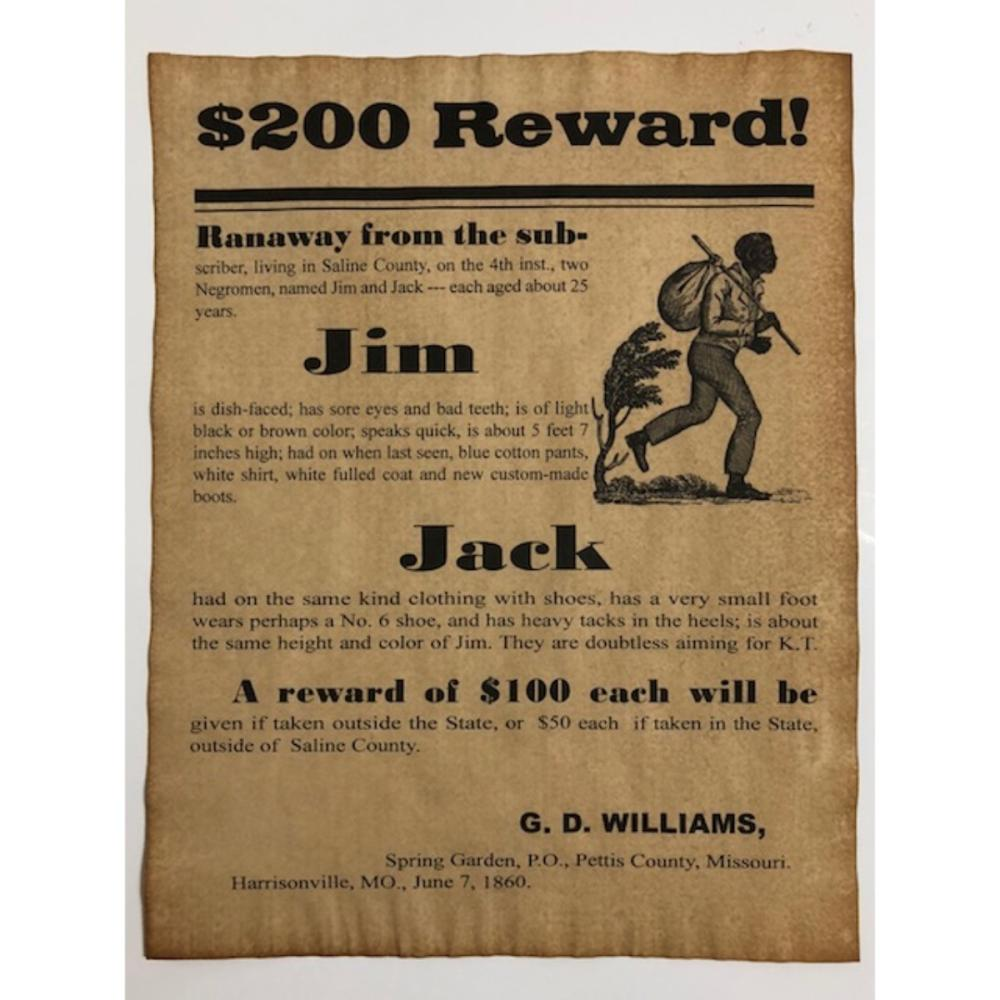 $200 Reward!
Ranaway from the sub-
scriber, living in Saline County, on the 4th inst., two
Negromen, named Jim and Jack --- each aged about 25
years.
Jim
is dish-faced; has sore eyes and bad teeth; is of light
black or brown color; speaks quick, is about 5 feet 7
inches high; had on when last seen, blue cotton pants,
white shirt, white fulled coat and new custom-made
boots.
Jack
had on the same kind clothing with shoes, has a very small foot
wears perhaps a No. 6 shoe, and has heavy tacks in the heels; is about
the same height and color of Jim. They are doubtless aiming for K.T.
A reward of $100 each will be
given if taken outside the State, or $50 each if taken in the State,
outside of Saline County.
G. D. WILLIAMS,
Spring Garden, P.O., Pettis County, Missouri.
Harrisonville, MO., June 7, 1860.